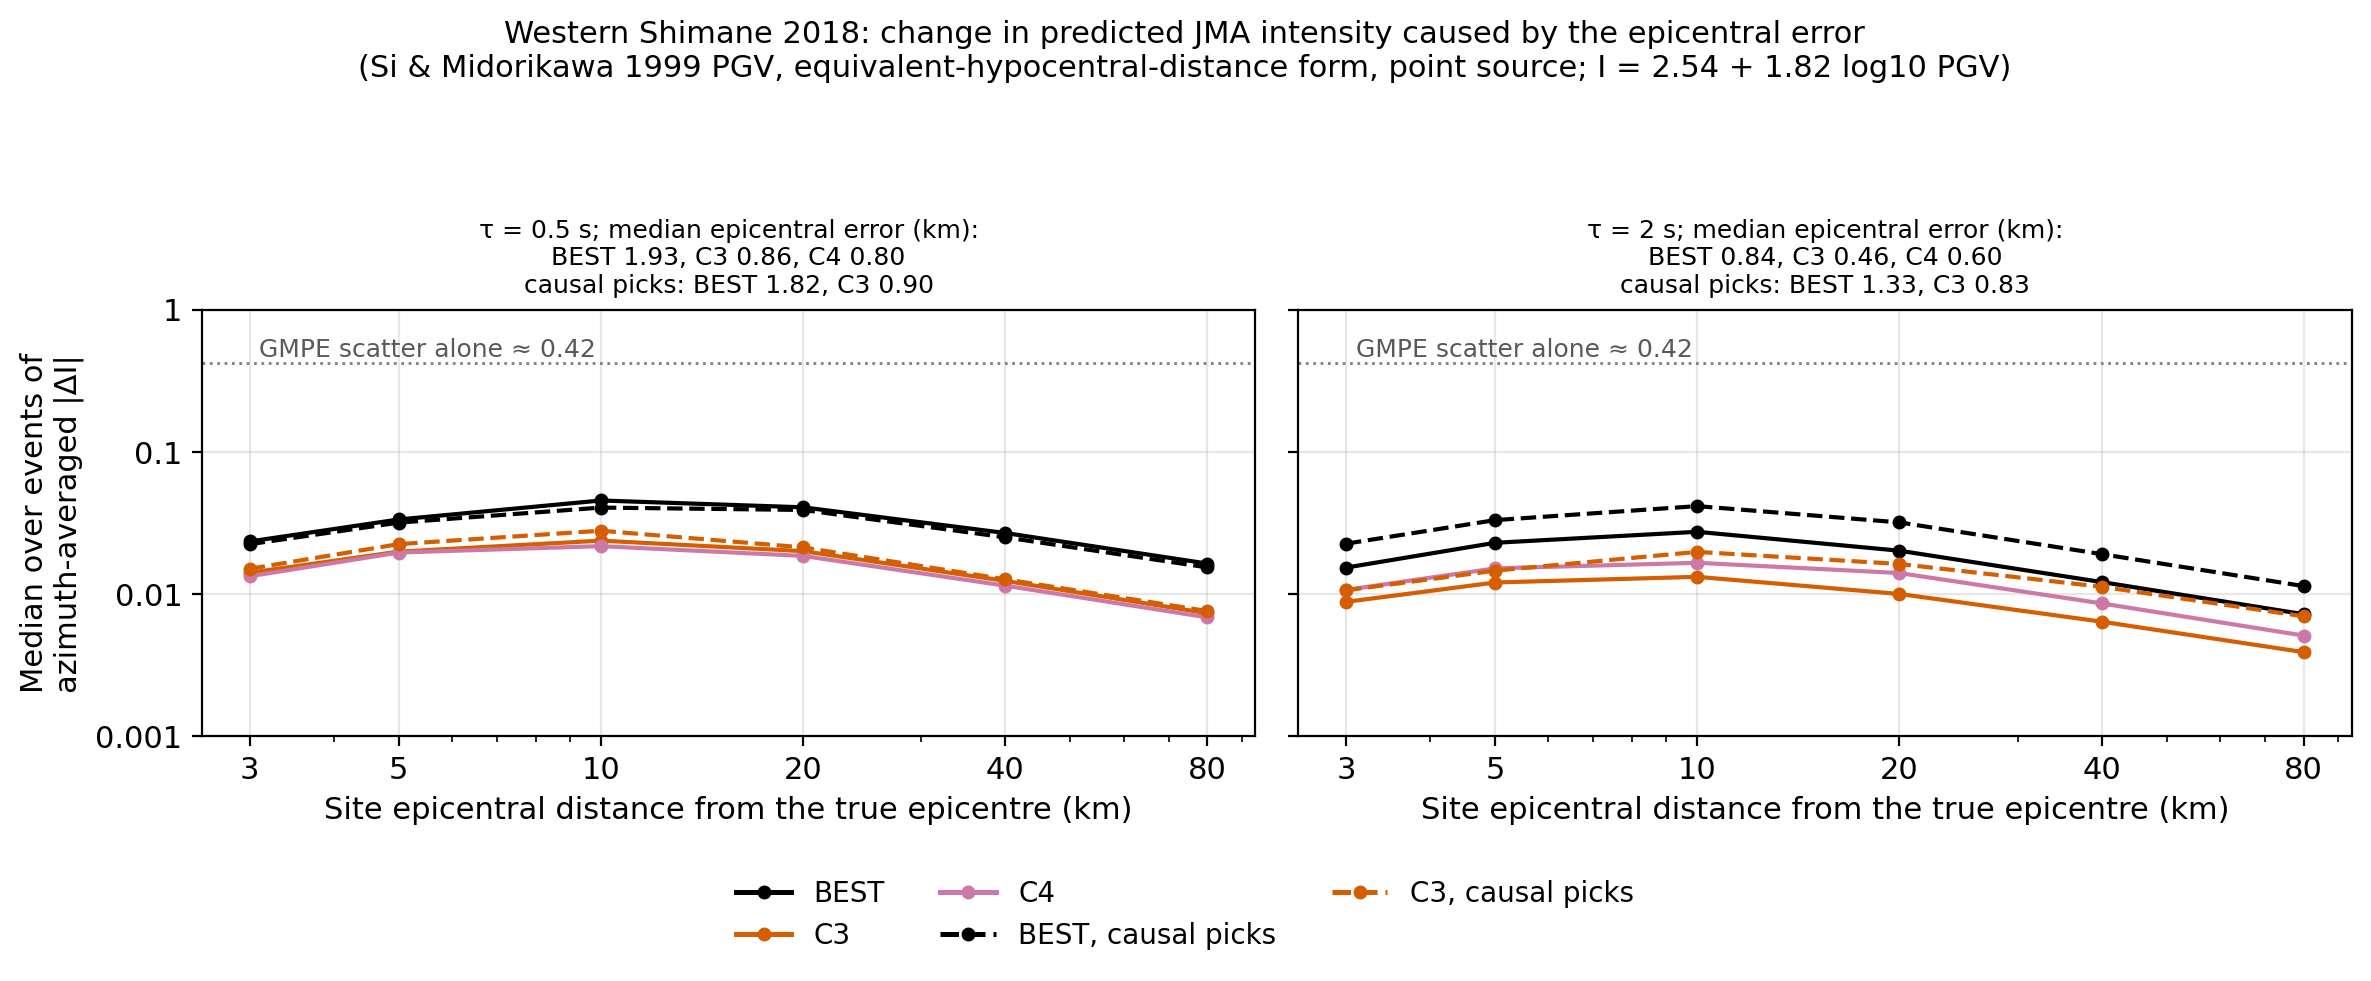 Western Shimane 2018: change in predicted JMA intensity caused by the epicentral error
(Si & Midorikawa 1999 PGV, equivalent-hypocentral-distance form, point source; I = 2.54 + 1.82 log10 PGV)
τ = 0.5 s; median epicentral error (km):
BEST 1.93, C3 0.86, C4 0.80
causal picks: BEST 1.82, C3 0.90
τ = 2 s; median epicentral error (km):
BEST 0.84, C3 0.46, C4 0.60
causal picks: BEST 1.33, C3 0.83
Median over events of
azimuth-averaged |ΔI|
1
0.1
0.01
0.001
GMPE scatter alone ≈ 0.42
3 5 10 20 40 80
Site epicentral distance from the true epicentre (km)
GMPE scatter alone ≈ 0.42
3 5 10 20 40 80
Site epicentral distance from the true epicentre (km)
BEST
C3
C4
BEST, causal picks
C3, causal picks